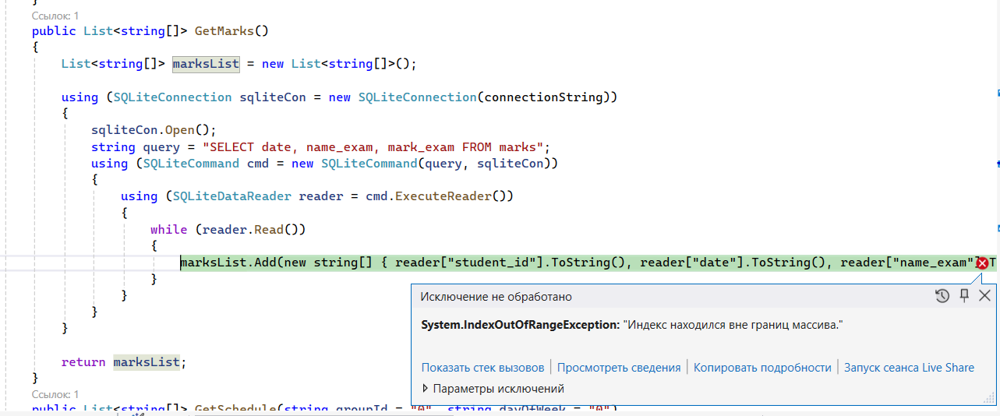 }
Ссылок: 1
public List<string[]> GetMarks()
{
List<string[]> marksList = new List<string[]>();
using (SQLiteConnection sqliteCon = new SQLiteConnection(connectionString))
{
sqliteCon.Open();
string query = "SELECT date, name_exam, mark_exam FROM marks";
using (SQLiteCommand cmd = new SQLiteCommand(query, sqliteCon))
{
using (SQLiteDataReader reader = cmd.ExecuteReader())
{
while (reader.Read())
{
marksList.Add(new string[] { reader["student_id"].ToString(), reader["date"].ToString(), reader["name_exam"].T
}
}
}
}
return marksList;
}
Исключение не обработано
System.IndexOutOfRangeException: "Индекс находился вне границ массива."
Показать стек вызовов | Просмотреть сведения | Копировать подробности | Запуск сеанса Live Share
Параметры исключений
Ссылок: 1
public List<string[]> GetSchedule(string groupId = "0", string dayOfWeek = "0")